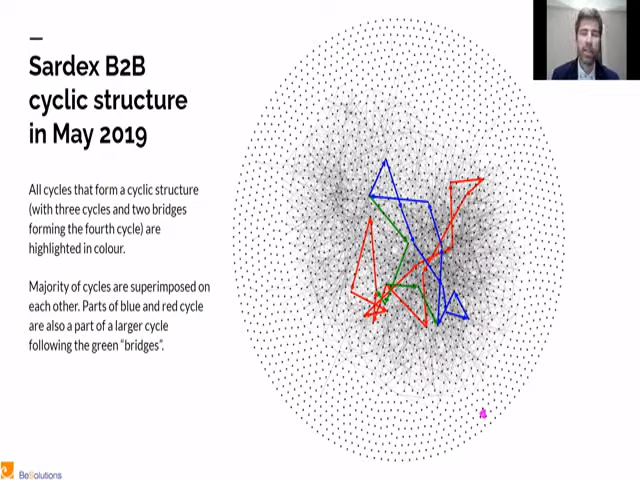 Sardex B2B
cyclic structure
in May 2019
All cycles that form a cyclic structure
(with three cycles and two bridges
forming the fourth cycle) are
highlighted in colour.
Majority of cycles are superimposed on
each other. Parts of blue and red cycle
are also a part of a larger cycle
following the green “bridges”.
BeSolutions